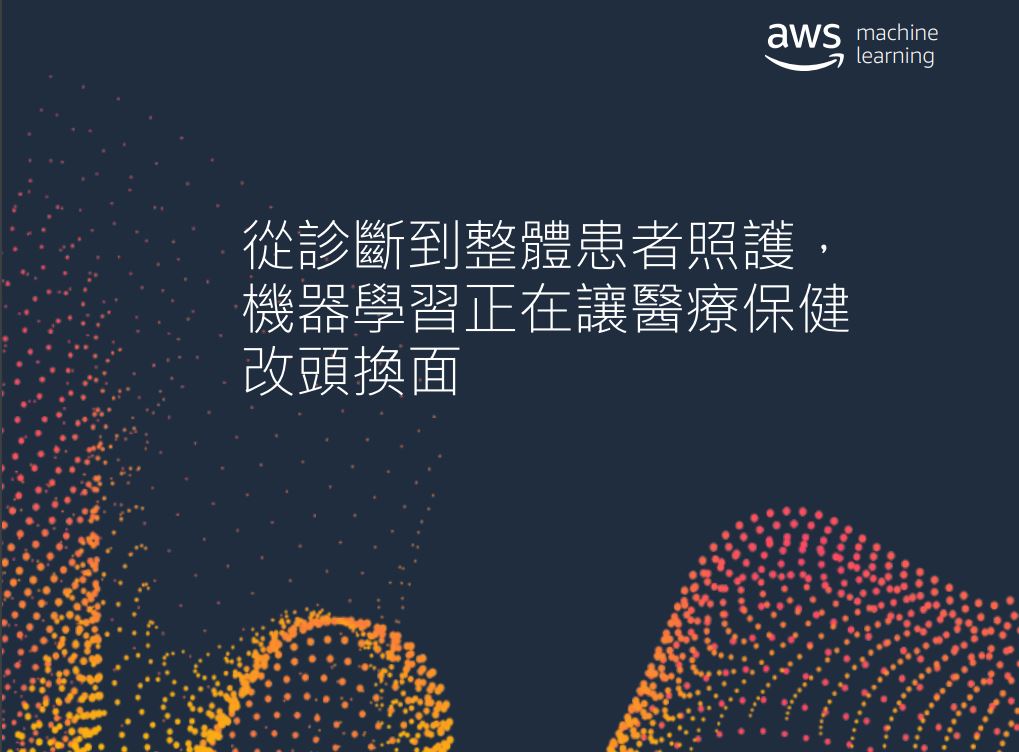 aws machine
learning
從診斷到整體患者照護，
機器學習正在讓醫療保健
改頭換面